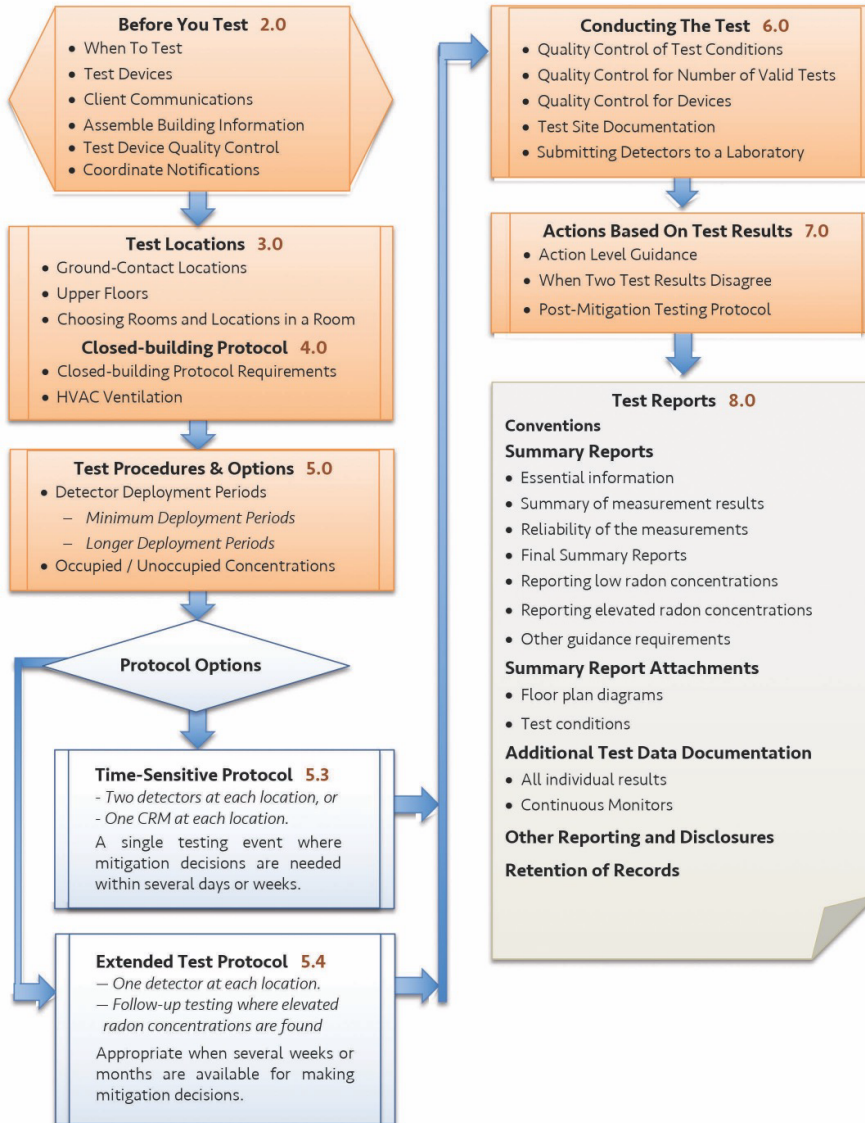 Before You Test 2.0
• When To Test
• Test Devices
• Client Communications
• Assemble Building Information
• Test Device Quality Control
• Coordinate Notifications
Test Locations 3.0
• Ground-Contact Locations
• Upper Floors
• Choosing Rooms and Locations in a Room
Closed-building Protocol 4.0
• Closed-building Protocol Requirements
• HVAC Ventilation
Test Procedures & Options 5.0
• Detector Deployment Periods
– Minimum Deployment Periods
– Longer Deployment Periods
• Occupied / Unoccupied Concentrations
Protocol Options
Time-Sensitive Protocol 5.3
- Two detectors at each location, or
- One CRM at each location.
A single testing event where
mitigation decisions are needed
within several days or weeks.
Extended Test Protocol 5.4
— One detector at each location.
— Follow-up testing where elevated
radon concentrations are found
Appropriate when several weeks or
months are available for making
mitigation decisions.
Conducting The Test 6.0
• Quality Control of Test Conditions
• Quality Control for Number of Valid Tests
• Quality Control for Devices
• Test Site Documentation
• Submitting Detectors to a Laboratory
Actions Based On Test Results 7.0
• Action Level Guidance
• When Two Test Results Disagree
• Post-Mitigation Testing Protocol
Test Reports 8.0
Conventions
Summary Reports
• Essential information
• Summary of measurement results
• Reliability of the measurements
• Final Summary Reports
• Reporting low radon concentrations
• Reporting elevated radon concentrations
• Other guidance requirements
Summary Report Attachments
• Floor plan diagrams
• Test conditions
Additional Test Data Documentation
• All individual results
• Continuous Monitors
Other Reporting and Disclosures
Retention of Records